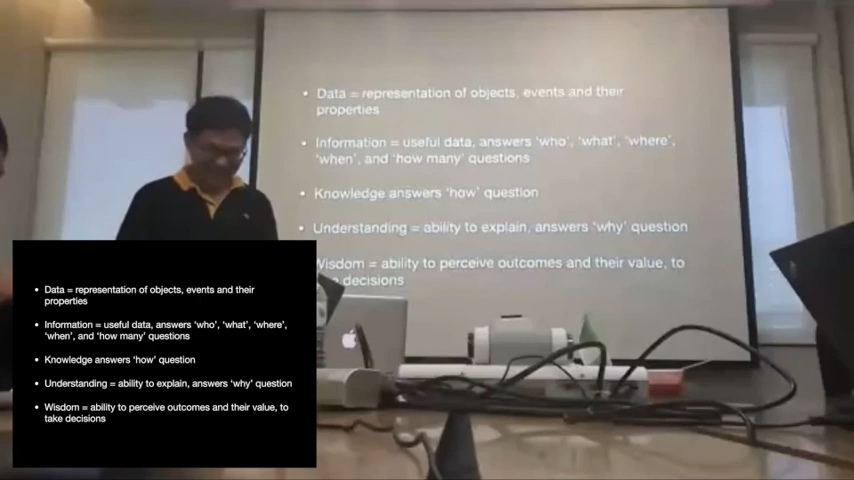 • Data = representation of objects, events and their
properties
• Information = useful data, answers ‘who’, ‘what’, ‘where’,
‘when’, and ‘how many’ questions
• Knowledge answers ‘how’ question
• Understanding = ability to explain, answers ‘why’ question
Wisdom = ability to perceive outcomes and their value, to
decisions
• Data = representation of objects, events and their
properties
• Information = useful data, answers ‘who’, ‘what’, ‘where’,
‘when’, and ‘how many’ questions
• Knowledge answers ‘how’ question
• Understanding = ability to explain, answers ‘why’ question
• Wisdom = ability to perceive outcomes and their value, to
take decisions